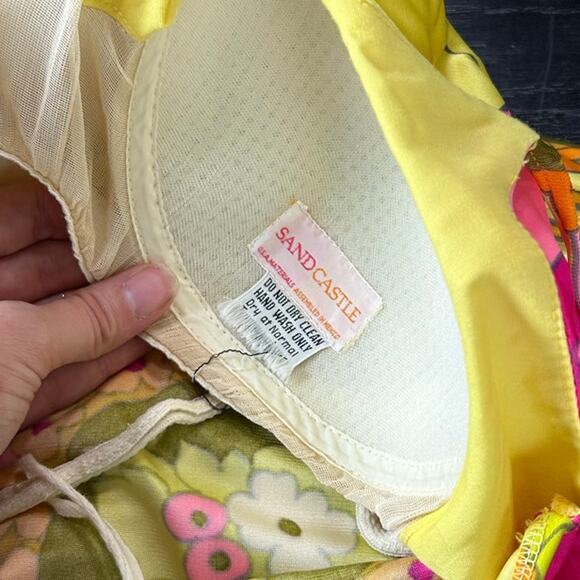 SAND CASTLE
U.S.A. MATERIALS ASSEMBLED IN MEXICO
DO NOT DRY CLEAN
HAND WASH ONLY
Dry at Normal